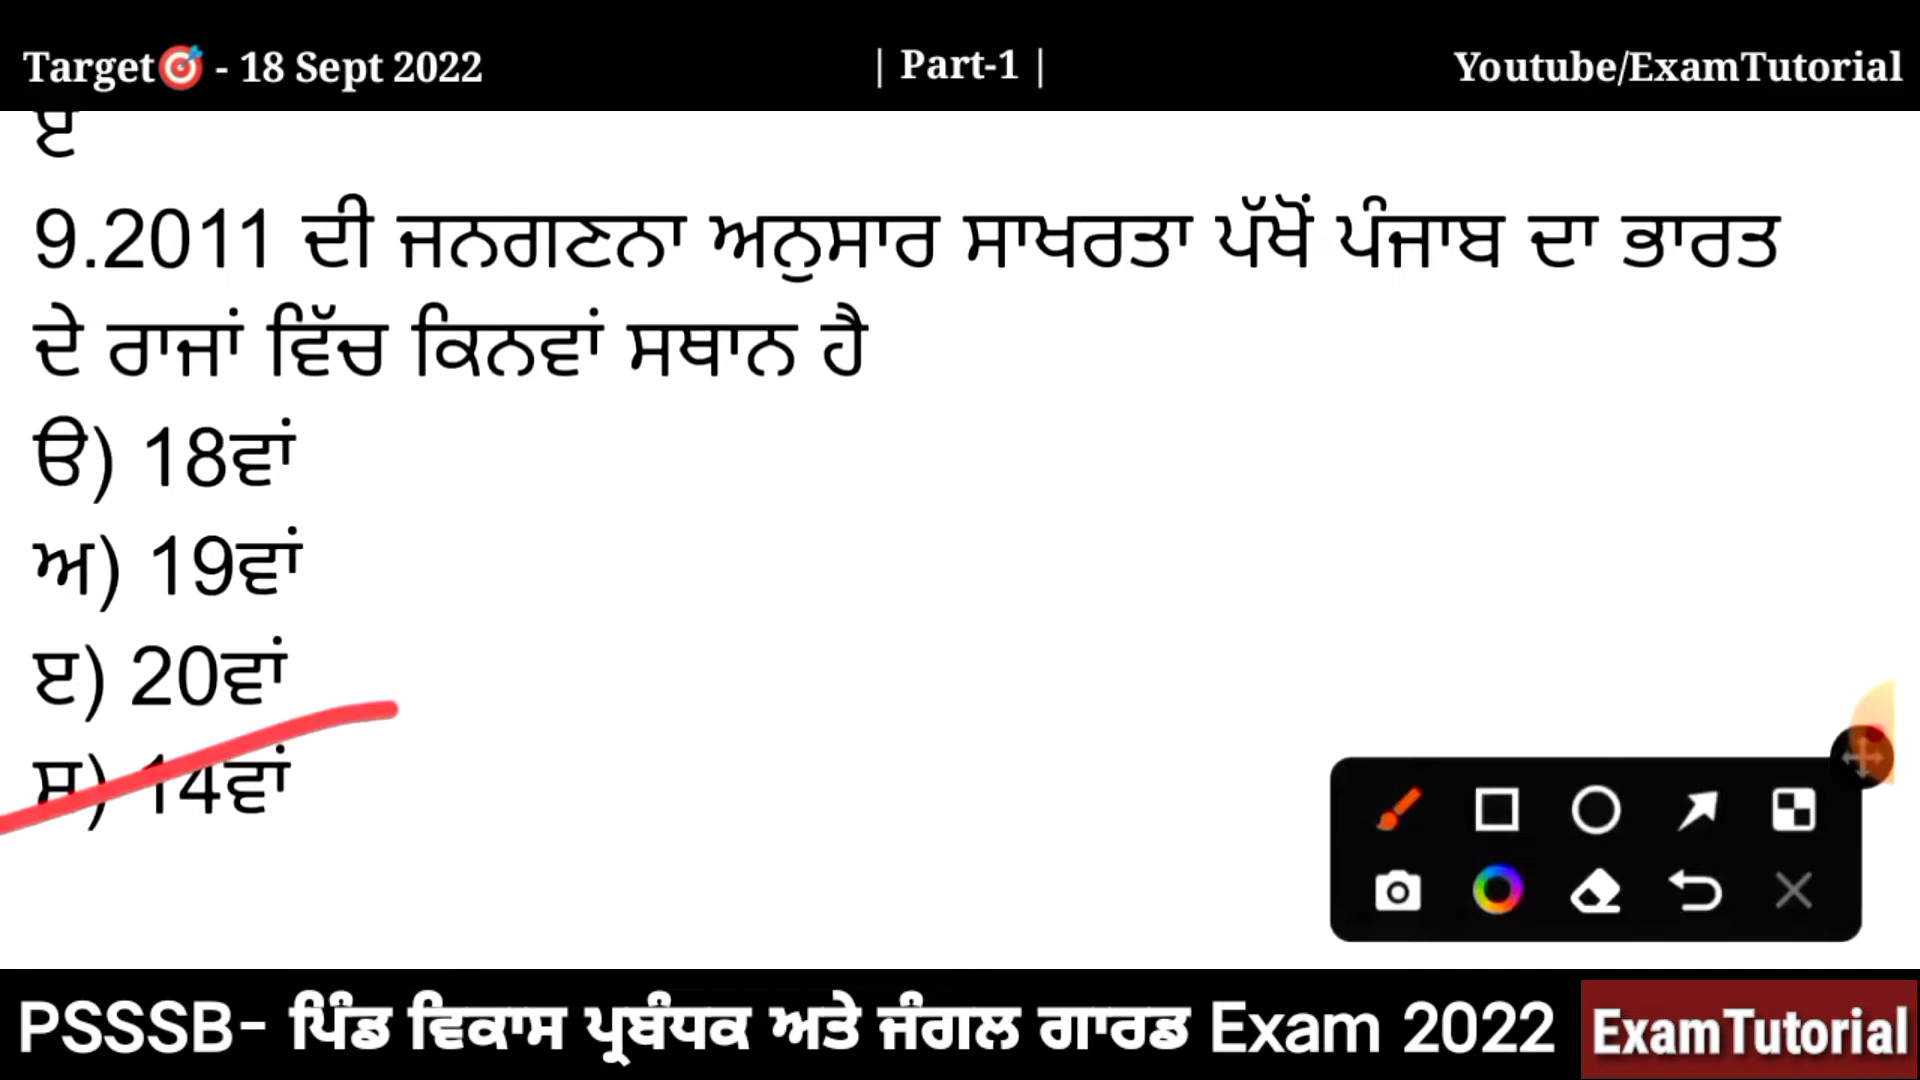 Target🎯 - 18 Sept 2022
| Part-1 |
Youtube/ExamTutorial
ੲ
9.2011 ਦੀ ਜਨਗਣਨਾ ਅਨੁਸਾਰ ਸਾਖਰਤਾ ਪੱਖੋਂ ਪੰਜਾਬ ਦਾ ਭਾਰਤ
ਦੇ ਰਾਜਾਂ ਵਿੱਚ ਕਿਨਵਾਂ ਸਥਾਨ ਹੈ
ੳ) 18ਵਾਂ
ਅ) 19ਵਾਂ
ੲ) 20ਵਾਂ
ਸ) 14ਵਾਂ
PSSSB- ਪਿੰਡ ਵਿਕਾਸ ਪ੍ਰਬੰਧਕ ਅਤੇ ਜੰਗਲ ਗਾਰਡ Exam 2022
ExamTutorial